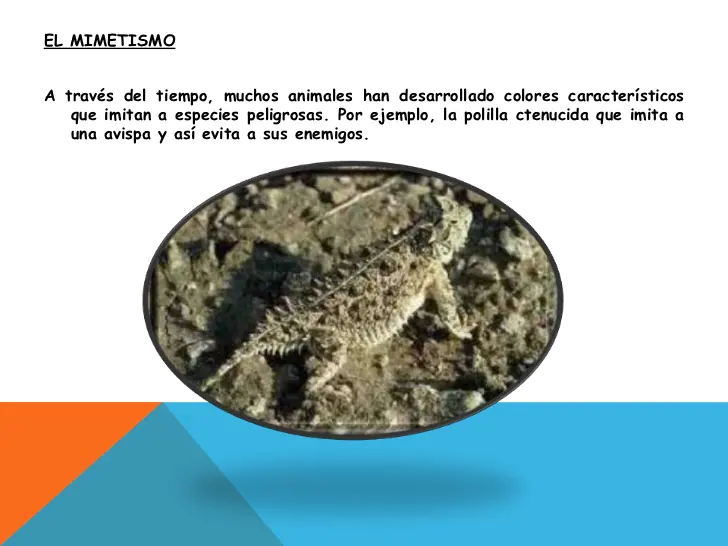 EL MIMETISMO
A través del tiempo, muchos animales han desarrollado colores característicos
que imitan a especies peligrosas. Por ejemplo, la polilla ctenucida que imita a
una avispa y así evita a sus enemigos.